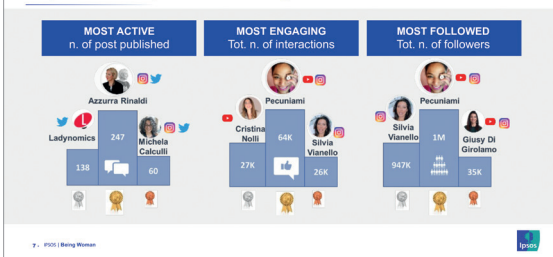 MOST ACTIVE
n. of post published
MOST ENGAGING
Tot. n. of interactions
MOST FOLLOWED
Tot. n. of followers
Azzurra Rinaldi
Ladynomics
247
Michela
Calculli
138
60
Pecuniami
Cristina
Nolli
64K
Silvia
Vianello
27K
26K
Pecuniami
Silvia
Vianello
1M
Giusy Di
Girolamo
947K
35K
7 . IPSOS | Being Woman
Ipsos